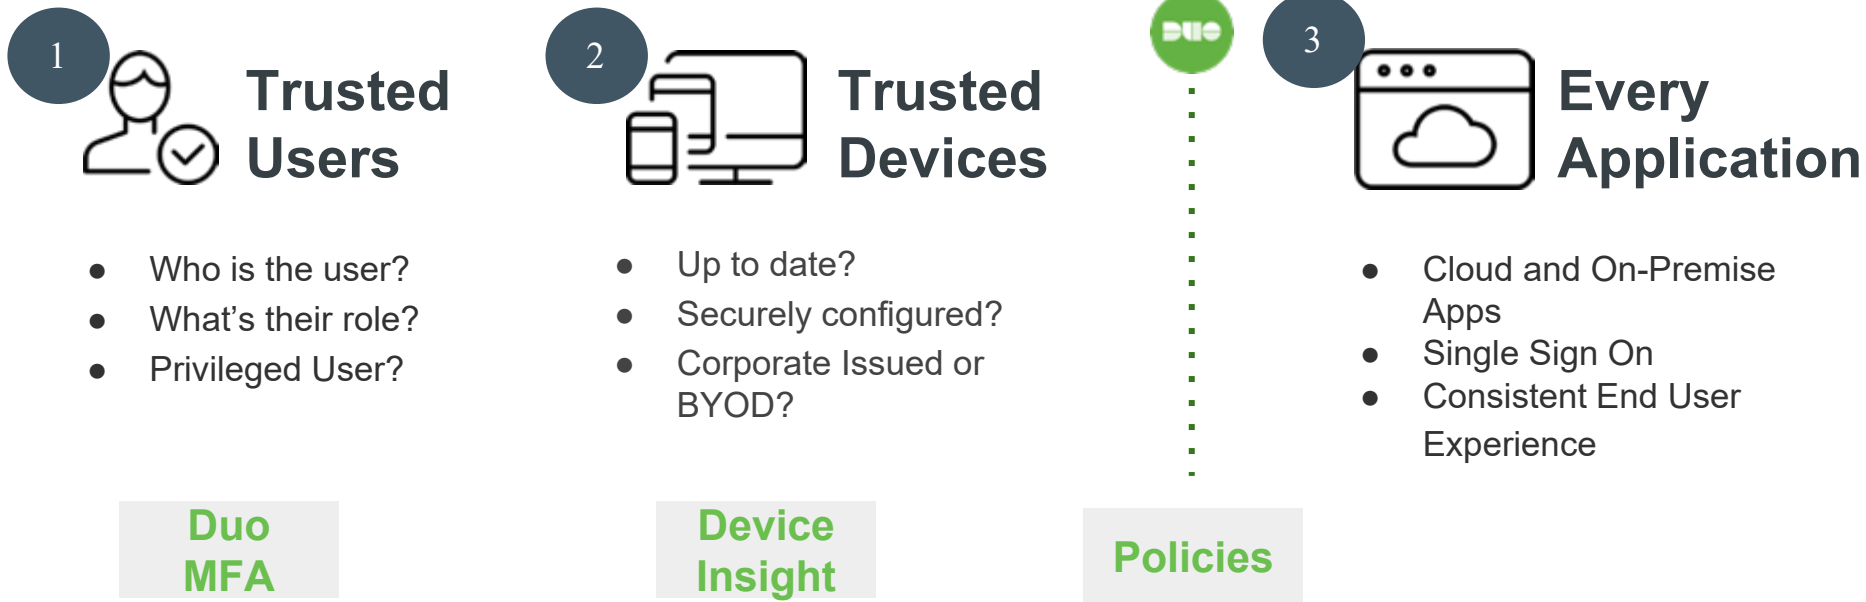 1
Trusted
Users
● Who is the user?
● What’s their role?
● Privileged User?
Duo
MFA
2
Trusted
Devices
● Up to date?
● Securely configured?
● Corporate Issued or
BYOD?
Device
Insight
DUO
Policies
3
Every
Application
● Cloud and On-Premise
Apps
● Single Sign On
● Consistent End User
Experience